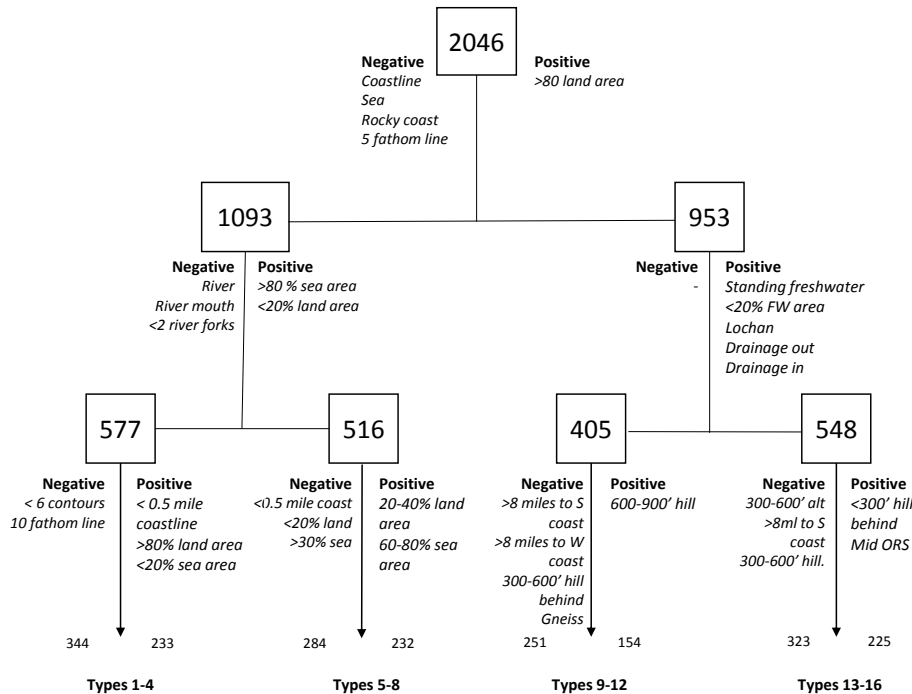 2046
Negative
Coastline
Sea
Rocky coast
5 fathom line
Positive
>80 land area
1093
953
Negative
River
River mouth
<2 river forks
Positive
>80 % sea area
<20% land area
Negative
-
Positive
Standing freshwater
<20% FW area
Lochan
Drainage out
Drainage in
577
516
405
548
Negative
< 6 contours
10 fathom line
Positive
< 0.5 mile
coastline
>80% land area
<20% sea area
Negative
<0.5 mile coast
<20% land
>30% sea
Positive
20-40% land
area
60-80% sea
area
Negative
>8 miles to S
coast
>8 miles to W
coast
300-600’ hill
behind
Gneiss
Positive
600-900’ hill
Negative
300-600’ alt
>8ml to S
coast
300-600’ hill.
Positive
<300’ hill
behind
Mid ORS
344 233
284 232
251 154
323 225
Types 1-4
Types 5-8
Types 9-12
Types 13-16